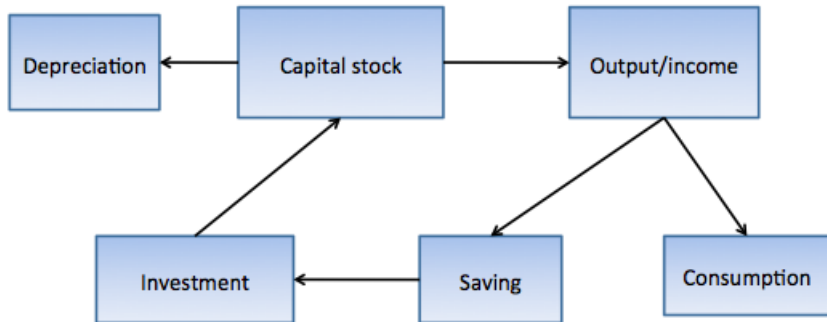 Depreciation
Capital stock
Output/income
Investment
Saving
Consumption